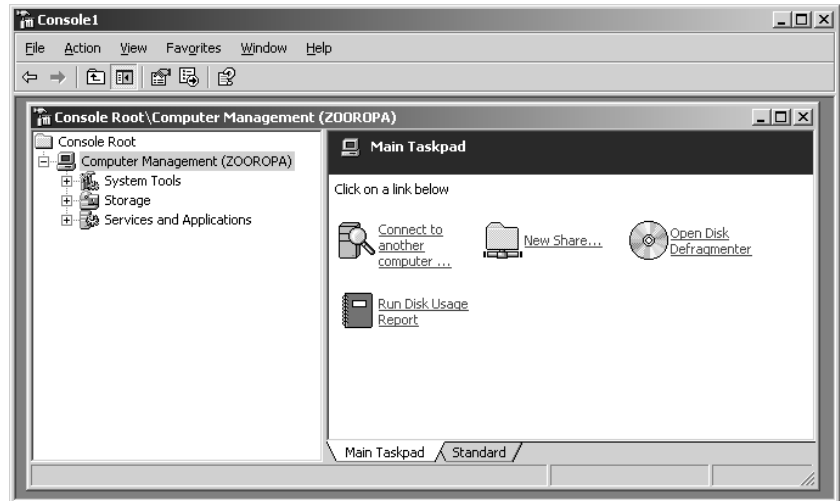 Console1
File Action View Favorites Window Help
Console Root\Computer Management (ZOOROPA)
Console Root
Computer Management (ZOOROPA)
System Tools
Storage
Services and Applications
Main Taskpad
Click on a link below
Connect to
another
computer ...
New Share...
Open Disk
Defragmenter
Run Disk Usage
Report
Main Taskpad
Standard